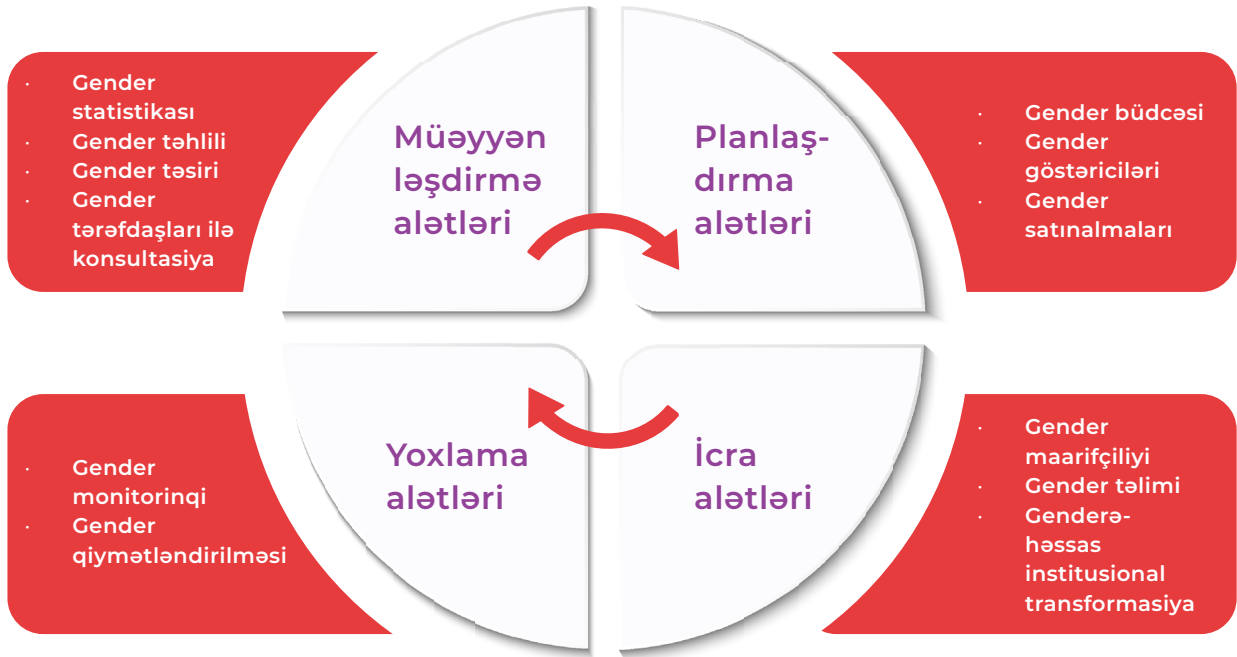 · Gender
statistikası
· Gender təhlili
· Gender təsiri
· Gender
tərəfdaşları ilə
konsultasiya
Müəyyən
ləşdirmə
alətləri
Planlaş-
dırma
alətləri
· Gender büdcəsi
· Gender
göstəriciləri
· Gender
satınalmaları
· Gender
monitorinqi
· Gender
qiymətləndirilməsi
Yoxlama
alətləri
İcra
alətləri
· Gender
maarifçiliyi
· Gender təlimi
· Genderə-
həssas
institusional
transformasiya